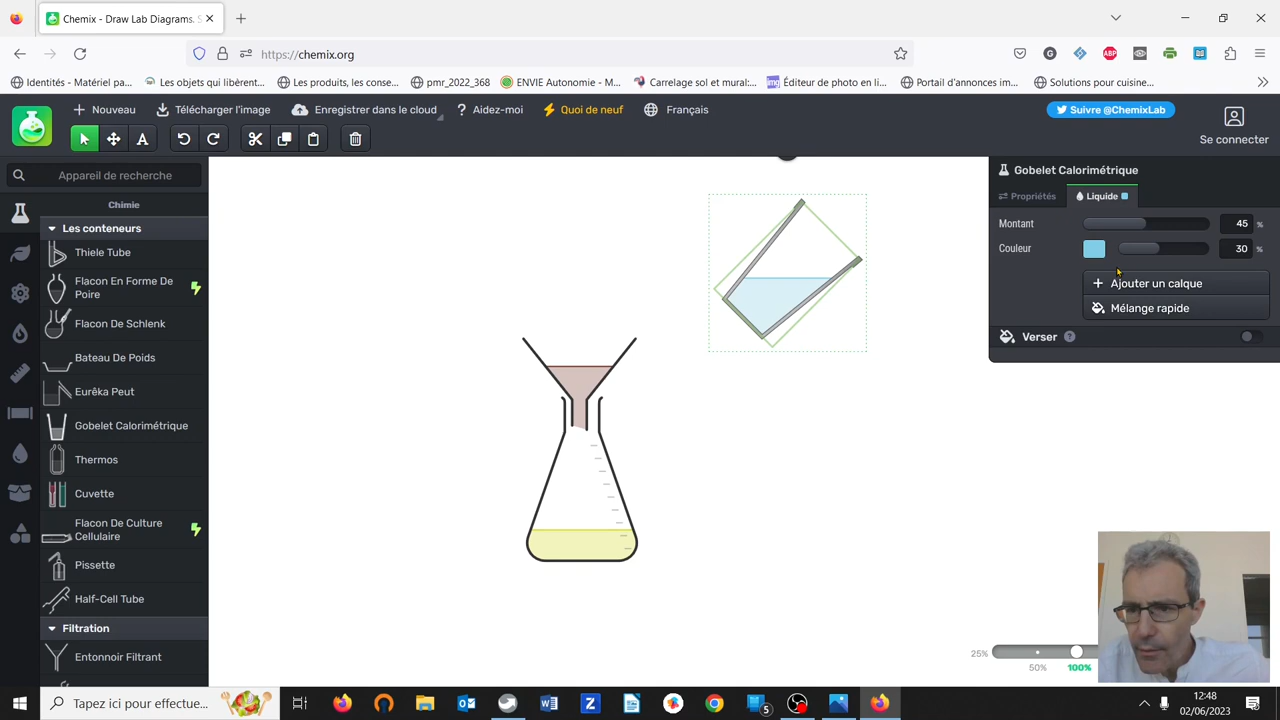 Chemix - Draw Lab Diagrams. S
https://chemix.org
Identités - Matériel pa...
Les objets qui libèrent...
Les produits, les conse...
pmr_2022_368
ENVIE Autonomie - M...
Carrelage sol et mural:...
Éditeur de photo en li...
Portail d'annonces im...
Solutions pour cuisine...
Nouveau
Télécharger l'image
Enregistrer dans le cloud
? Aidez-moi
Quoi de neuf
Français
Suivre @ChemixLab
Se connecter
Appareil de recherche
Chimie
Les conteneurs
Thiele Tube
Flacon En Forme De
Poire
Flacon De Schlenk
Bateau De Poids
Eurêka Peut
Gobelet Calorimétrique
Thermos
Cuvette
Flacon De Culture
Cellulaire
Pissette
Half-Cell Tube
Filtration
Entonnoir Filtrant
Gobelet Calorimétrique
Propriétés
Liquide
Montant
45 %
Couleur
30 %
+ Ajouter un calque
Mélange rapide
Verser ?
25%
50%
100%
Tapez ici pour effectue...
5
12:48
02/06/2023